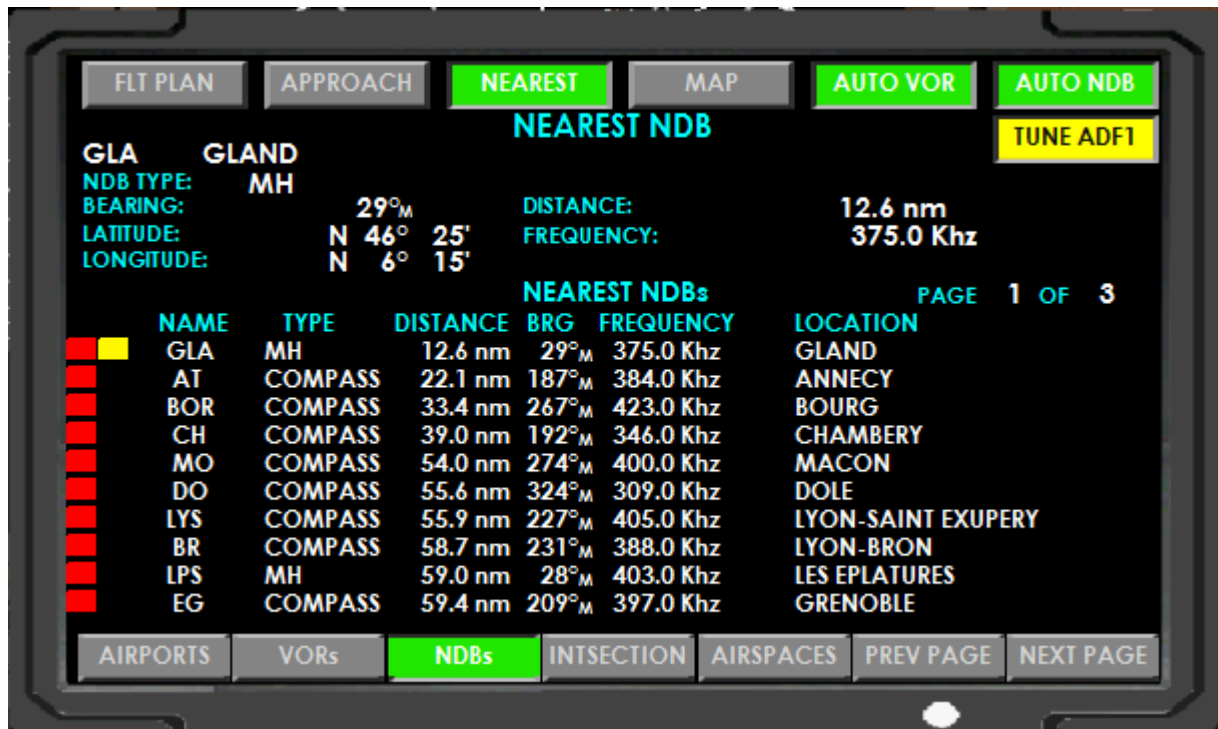 FLT PLAN APPROACH NEAREST MAP AUTO VOR AUTO NDB
NEAREST NDB
TUNE ADF1
GLA GLAND
NDB TYPE: MH
BEARING: 29°M DISTANCE: 12.6 nm
LATITUDE: N 46° 25' FREQUENCY: 375.0 Khz
LONGITUDE: N 6° 15'
NEAREST NDBs PAGE 1 OF 3
NAME TYPE DISTANCE BRG FREQUENCY LOCATION
GLA MH 12.6 nm 29°M 375.0 Khz GLAND
AT COMPASS 22.1 nm 187°M 384.0 Khz ANNECY
BOR COMPASS 33.4 nm 267°M 423.0 Khz BOURG
CH COMPASS 39.0 nm 192°M 346.0 Khz CHAMBERY
MO COMPASS 54.0 nm 274°M 400.0 Khz MACON
DO COMPASS 55.6 nm 324°M 309.0 Khz DOLE
LYS COMPASS 55.9 nm 227°M 405.0 Khz LYON-SAINT EXUPERY
BR COMPASS 58.7 nm 231°M 388.0 Khz LYON-BRON
LPS MH 59.0 nm 28°M 403.0 Khz LES EPLATURES
EG COMPASS 59.4 nm 209°M 397.0 Khz GRENOBLE
AIRPORTS VORs NDBs INTSECTION AIRSPACES PREV PAGE NEXT PAGE